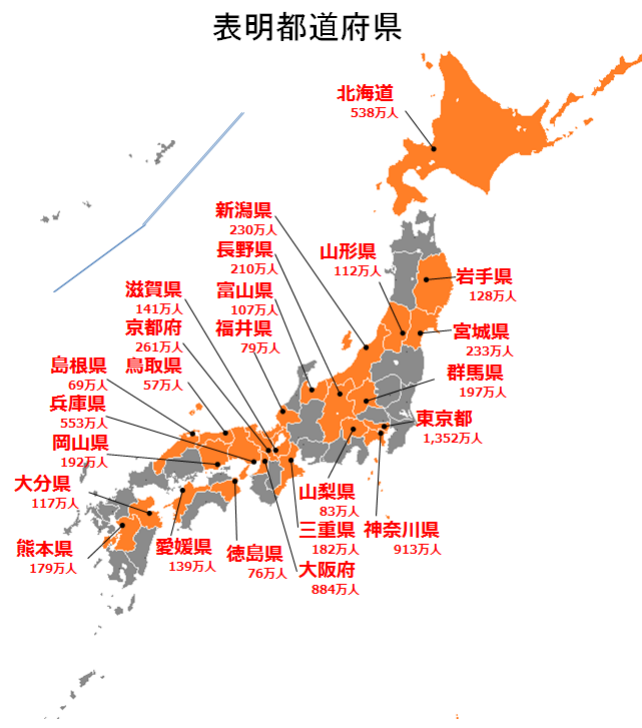 表明都道府県
北海道
538万人
新潟県
230万人
長野県
210万人
山形県
112万人
岩手県
128万人
滋賀県
141万人
富山県
107万人
京都府
261万人
福井県
79万人
宮城県
233万人
島根県
69万人
鳥取県
57万人
群馬県
197万人
兵庫県
553万人
東京都
1,352万人
岡山県
192万人
大分県
117万人
山梨県
83万人
三重県
182万人
神奈川県
913万人
熊本県
179万人
愛媛県
139万人
徳島県
76万人
大阪府
884万人